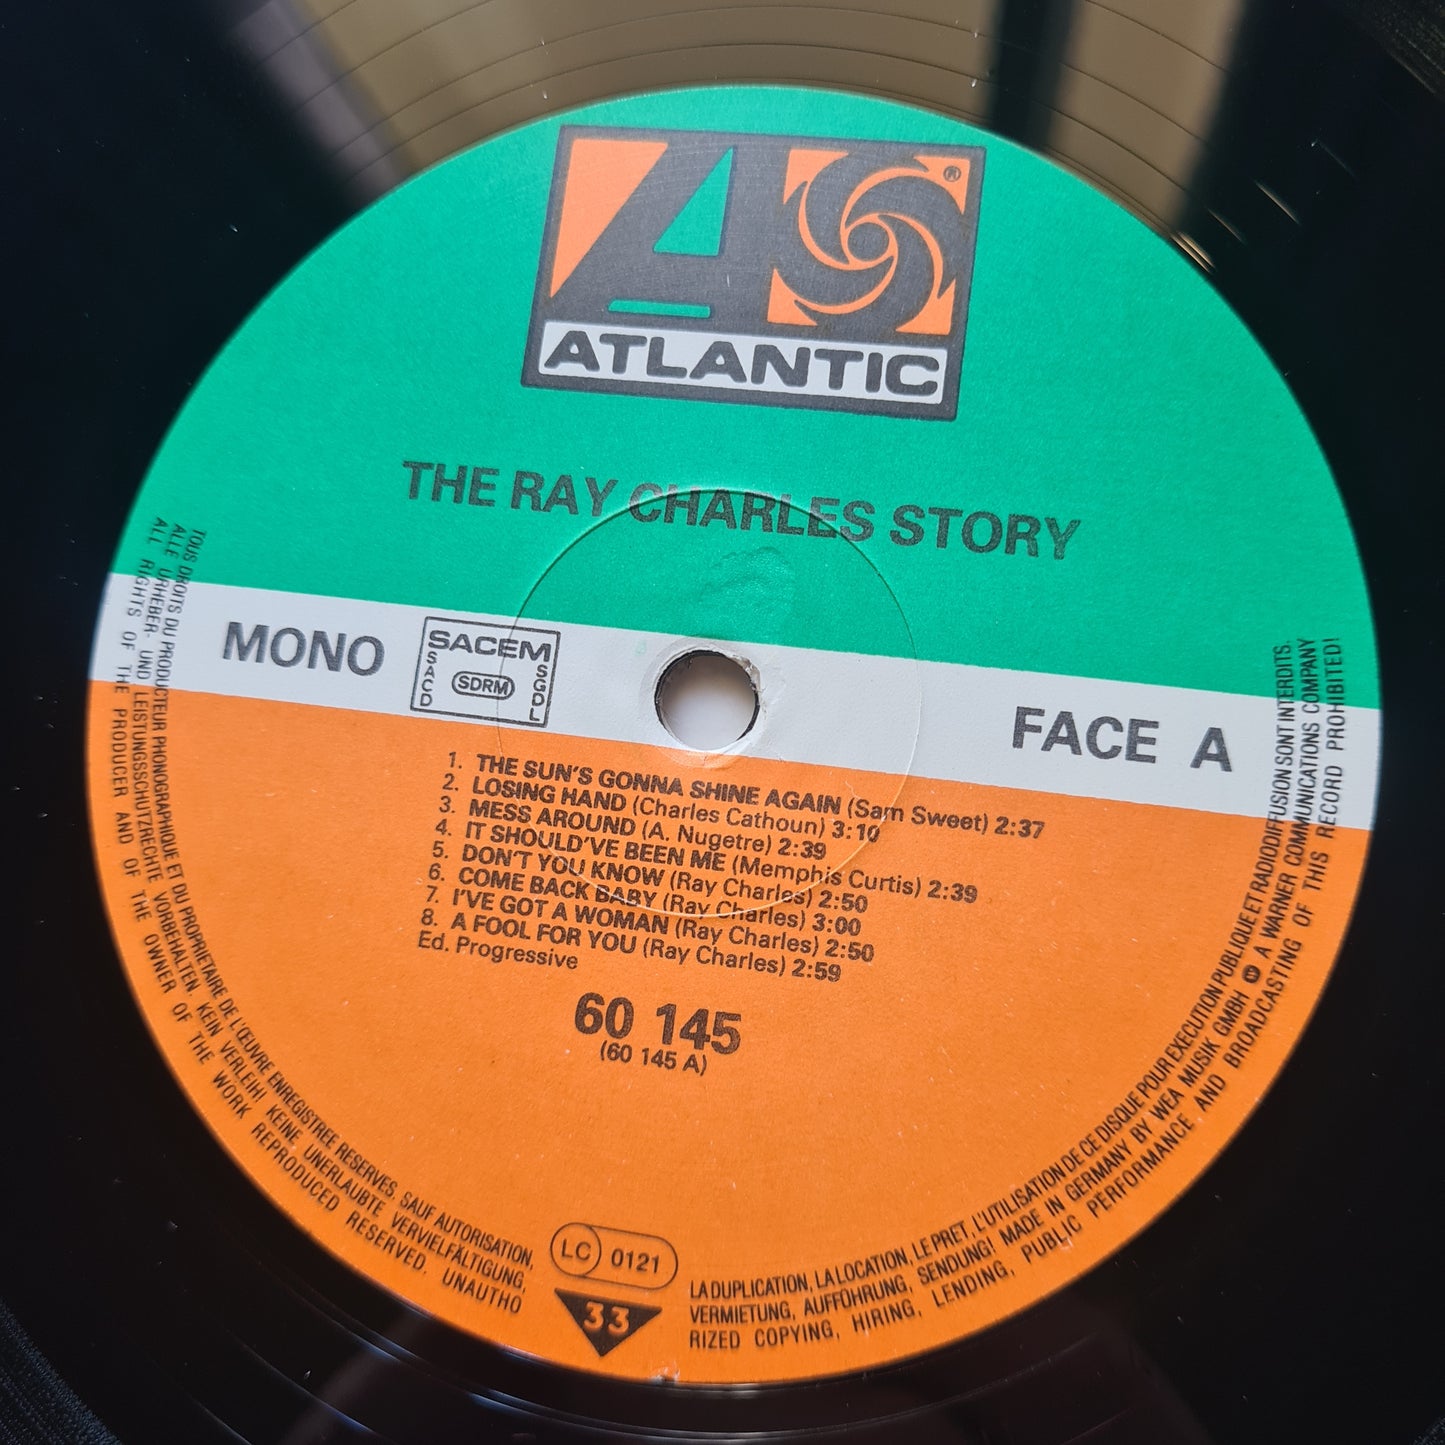 ®
ATLANTIC
THE RAY CHARLES STORY
MONO
SACEM
SACD
SDRM
SGDL
FACE A
1. THE SUN'S GONNA SHINE AGAIN (Sam Sweet) 2:37
2. LOSING HAND (Charles Cathoun) 3:10
3. MESS AROUND (A. Nugetre) 2:39
4. IT SHOULD'VE BEEN ME (Memphis Curtis) 2:39
5. DON'T YOU KNOW (Ray Charles) 2:50
6. COME BACK BABY (Ray Charles) 3:00
7. I'VE GOT A WOMAN (Ray Charles) 2:50
8. A FOOL FOR YOU (Ray Charles) 2:59
Ed. Progressive
60 145
(60 145 A)
LC 0121
33
TOUS DROITS DU PRODUCTEUR PHONOGRAPHIQUE ET DU PROPRIETAIRE DE L'ŒUVRE ENREGISTREE RESERVES. SAUF AUTORISATION, LA DUPLICATION, LA LOCATION, LE PRET, L'UTILISATION DE CE DISQUE POUR EXECUTION PUBLIQUE ET RADIODIFFUSION SONT INTERDITS.
ALLE URHEBER- UND LEISTUNGSSCHUTZRECHTE VORBEHALTEN. KEIN VERLEIH! KEINE UNERLAUBTE VERVIELFÄLTIGUNG, VERMIETUNG, AUFFÜHRUNG, SENDUNG! MADE IN GERMANY BY WEA MUSIK GMBH A WARNER COMMUNICATIONS COMPANY
ALL RIGHTS OF THE PRODUCER AND OF THE OWNER OF THE WORK REPRODUCED RESERVED. UNAUTHORIZED COPYING, HIRING, LENDING, PUBLIC PERFORMANCE AND BROADCASTING OF THIS RECORD PROHIBITED!